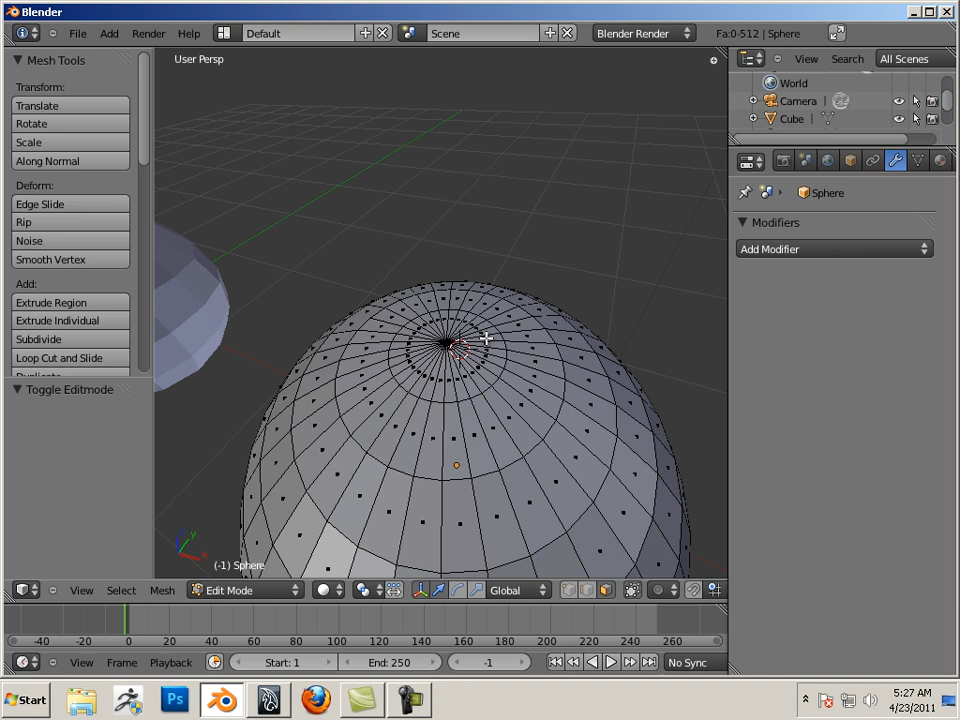 Blender
File Add Render Help Default Scene Blender Render Fa:0-512 | Sphere
Mesh Tools
Transform:
Translate
Rotate
Scale
Along Normal
Deform:
Edge Slide
Rip
Noise
Smooth Vertex
Add:
Extrude Region
Extrude Individual
Subdivide
Loop Cut and Slide
Toggle Editmode
User Persp
(-1) Sphere
View Select Mesh Edit Mode Global
View Search All Scenes
World
Camera
Cube
Sphere
Modifiers
Add Modifier
-40 -20 0 20 40 60 80 100 120 140 160 180 200 220 240 260
View Frame Playback Start: 1 End: 250 -1 No Sync
Start Ps 5:27 AM
4/23/2011